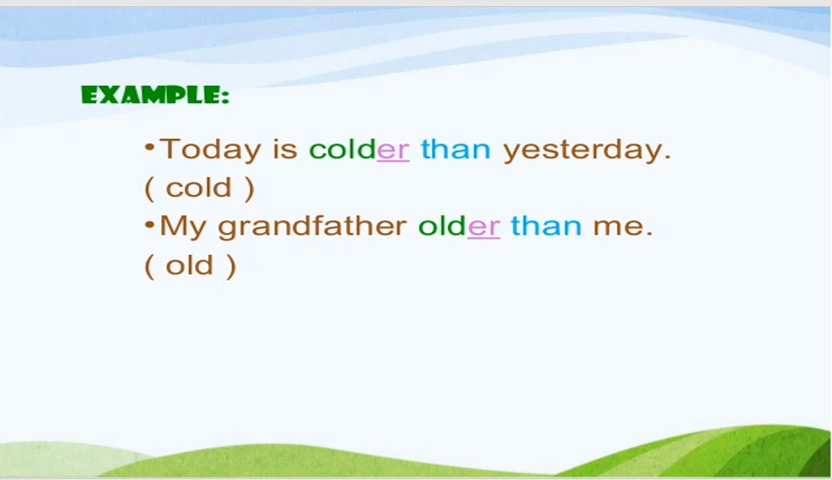 EXAMPLE:
•Today is colder than yesterday.
( cold )
•My grandfather older than me.
( old )